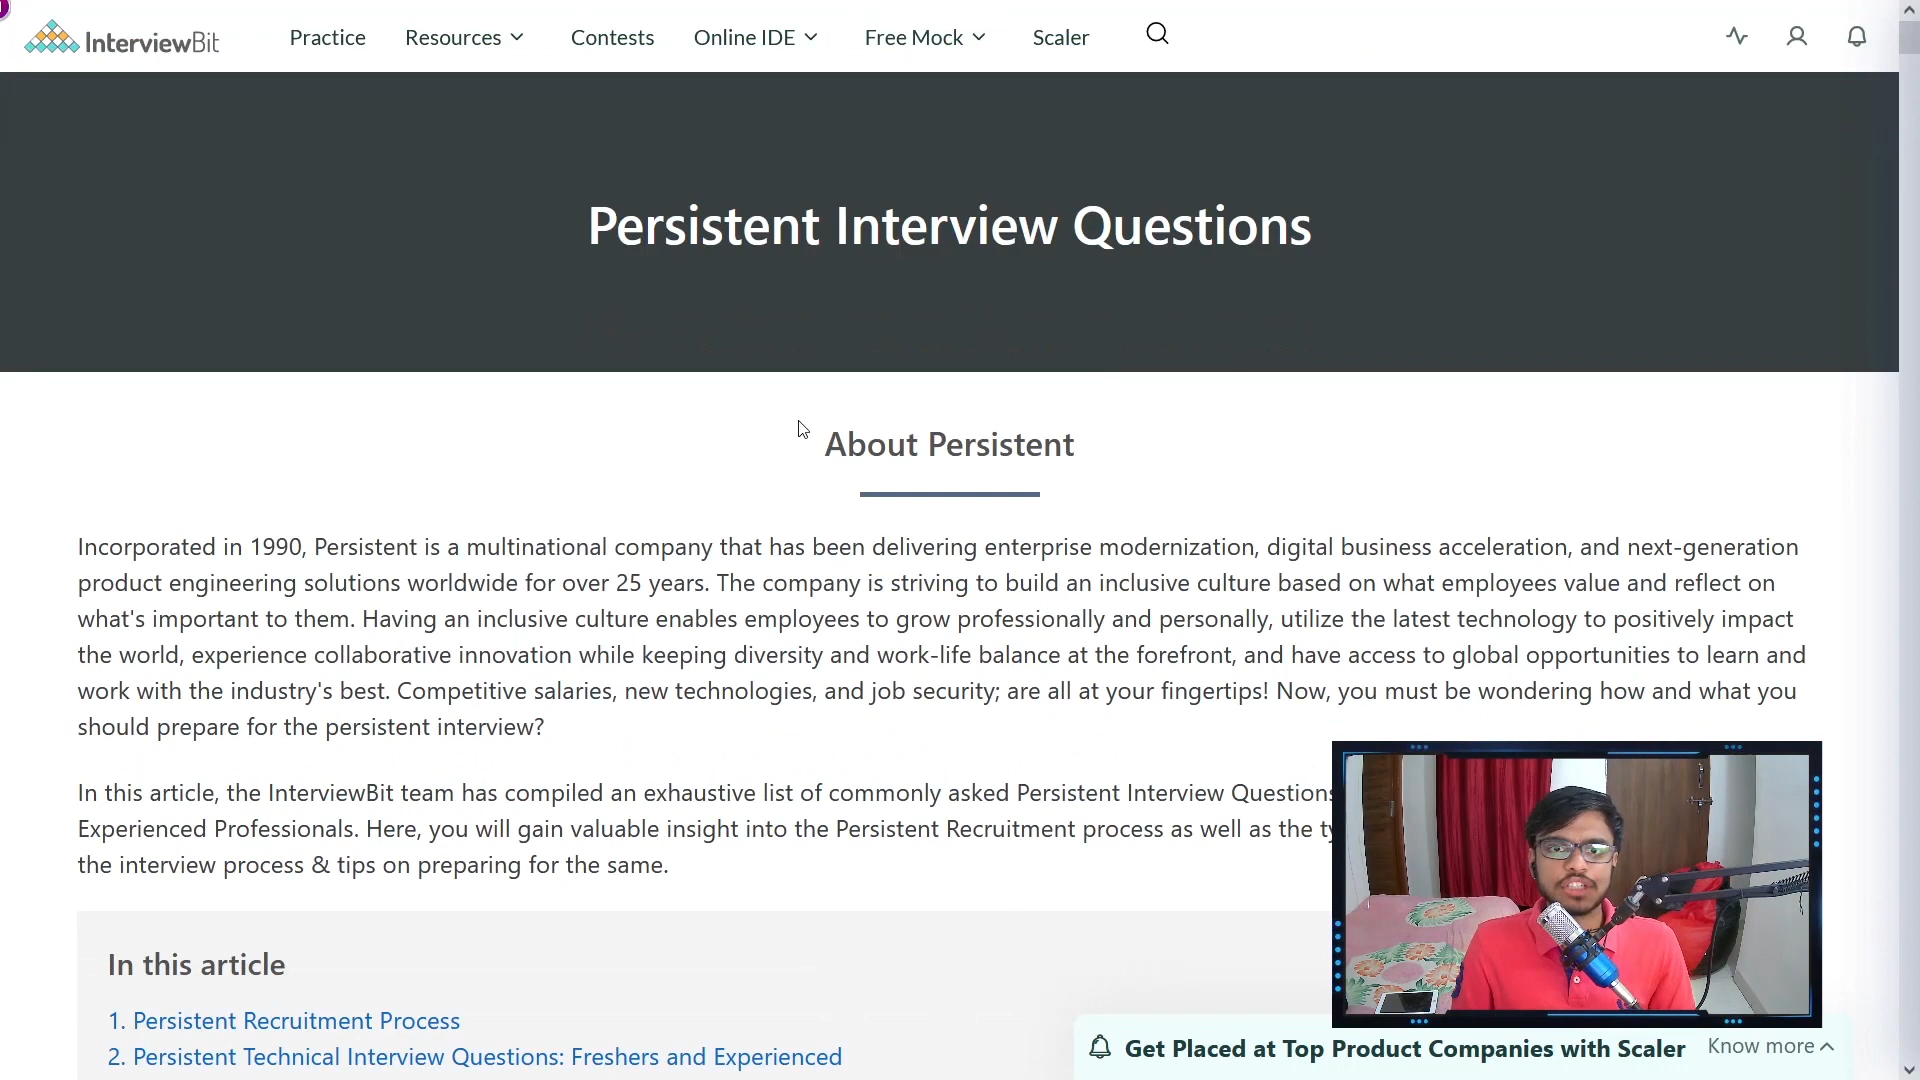 InterviewBit
Practice
Resources
Contests
Online IDE
Free Mock
Scaler
Persistent Interview Questions
About Persistent
Incorporated in 1990, Persistent is a multinational company that has been delivering enterprise modernization, digital business acceleration, and next-generation
product engineering solutions worldwide for over 25 years. The company is striving to build an inclusive culture based on what employees value and reflect on
what's important to them. Having an inclusive culture enables employees to grow professionally and personally, utilize the latest technology to positively impact
the world, experience collaborative innovation while keeping diversity and work-life balance at the forefront, and have access to global opportunities to learn and
work with the industry's best. Competitive salaries, new technologies, and job security; are all at your fingertips! Now, you must be wondering how and what you
should prepare for the persistent interview?
In this article, the InterviewBit team has compiled an exhaustive list of commonly asked Persistent Interview Questions
Experienced Professionals. Here, you will gain valuable insight into the Persistent Recruitment process as well as the
the interview process & tips on preparing for the same.
In this article
1. Persistent Recruitment Process
2. Persistent Technical Interview Questions: Freshers and Experienced
Get Placed at Top Product Companies with Scaler
Know more